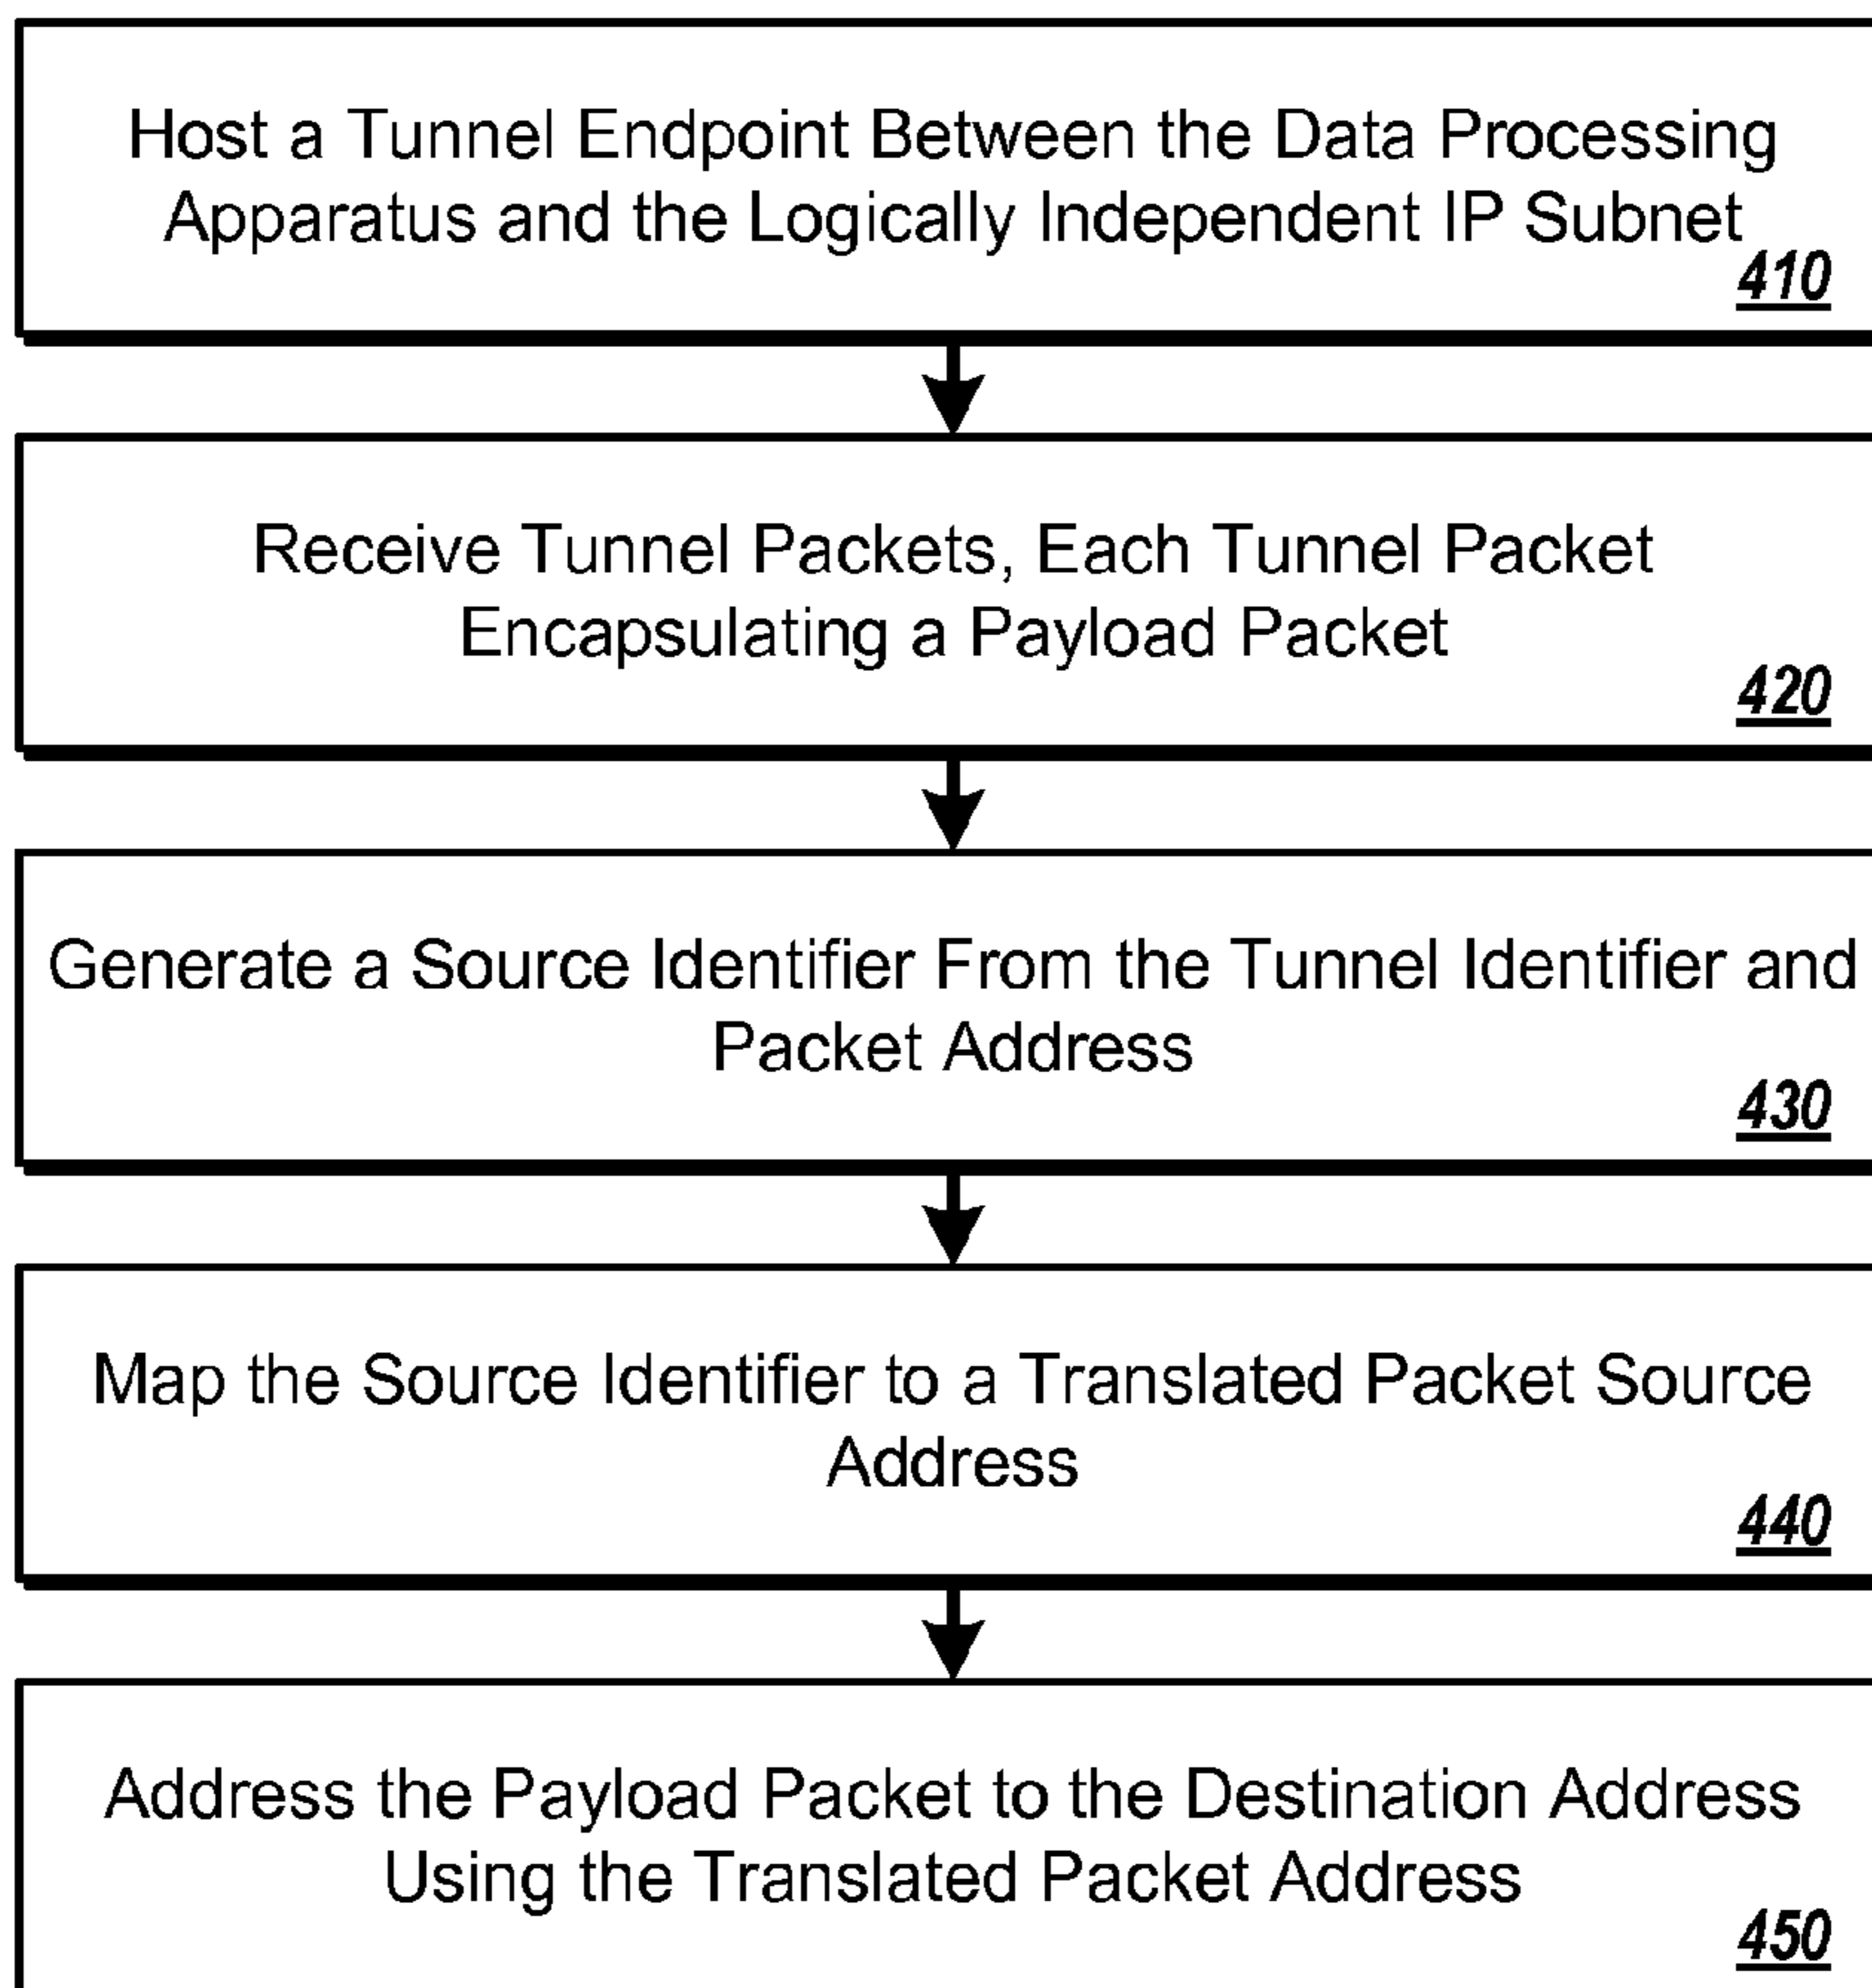 Host a Tunnel Endpoint Between the Data Processing
Apparatus and the Logically Independent IP Subnet
410
Receive Tunnel Packets, Each Tunnel Packet
Encapsulating a Payload Packet
420
Generate a Source Identifier From the Tunnel Identifier and
Packet Address
430
Map the Source Identifier to a Translated Packet Source
Address
440
Address the Payload Packet to the Destination Address
Using the Translated Packet Address
450